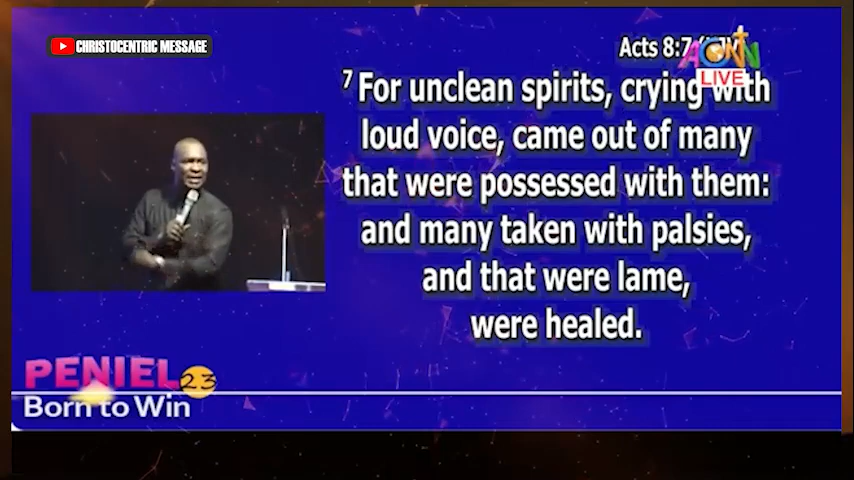 CHRISTOCENTRIC MESSAGE
Acts 8:7
LIVE
7 For unclean spirits, crying with
loud voice, came out of many
that were possessed with them:
and many taken with palsies,
and that were lame,
were healed.
PENIEL 23
Born to Win